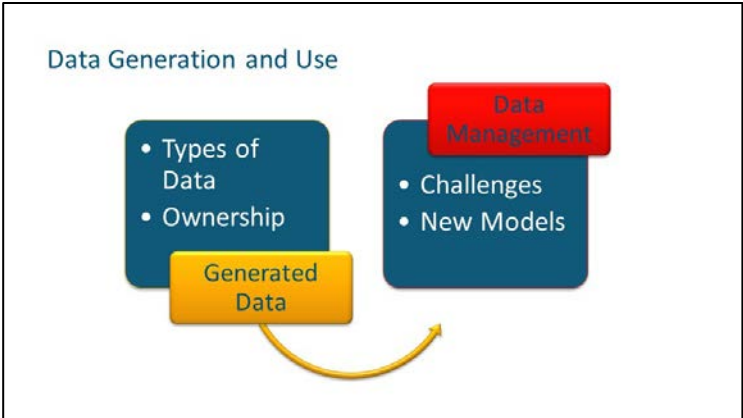 Data Generation and Use
• Types of
Data
• Ownership
Generated
Data
Data
Management
• Challenges
• New Models